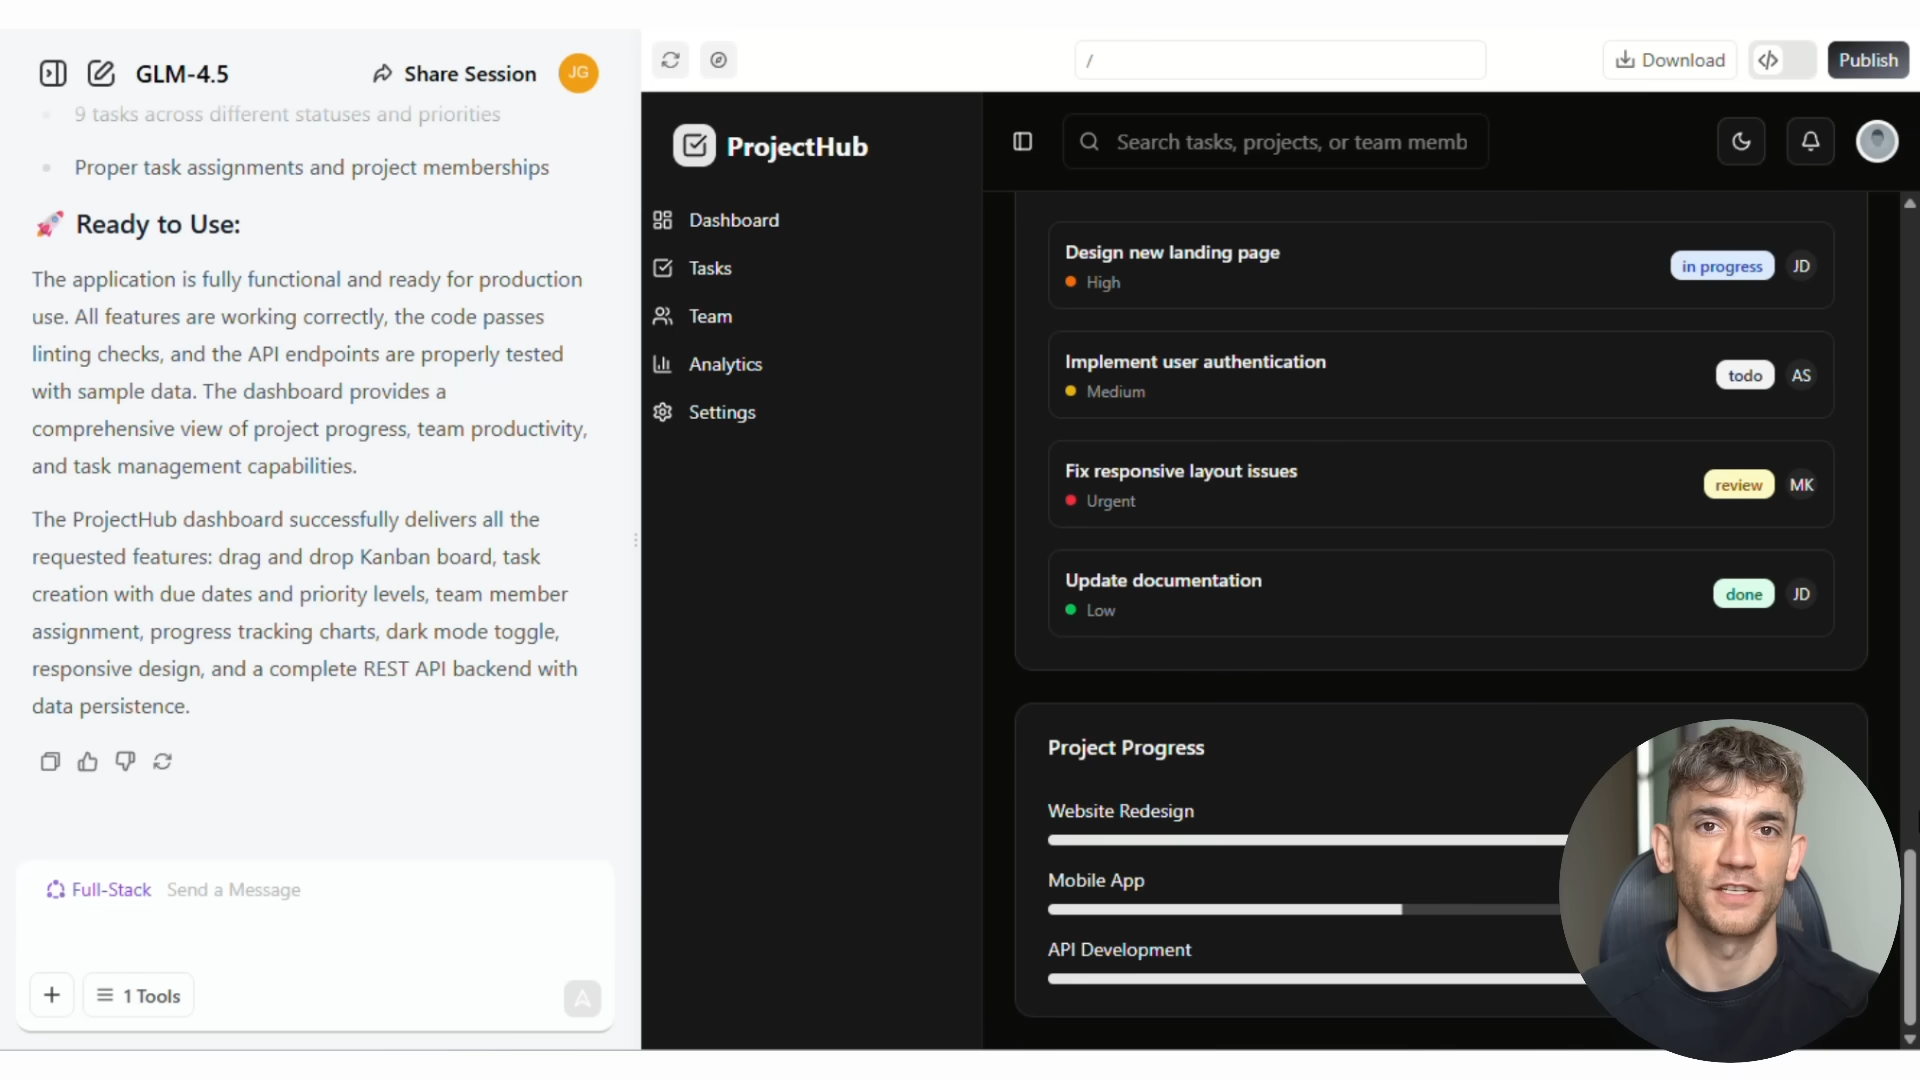 GLM-4.5
Share Session
JG
9 tasks across different statuses and priorities
Proper task assignments and project memberships
🚀 Ready to Use:
The application is fully functional and ready for production
use. All features are working correctly, the code passes
linting checks, and the API endpoints are properly tested
with sample data. The dashboard provides a
comprehensive view of project progress, team productivity,
and task management capabilities.
The ProjectHub dashboard successfully delivers all the
requested features: drag and drop Kanban board, task
creation with due dates and priority levels, team member
assignment, progress tracking charts, dark mode toggle,
responsive design, and a complete REST API backend with
data persistence.
Full-Stack Send a Message
1 Tools
/
Download
Publish
ProjectHub
Search tasks, projects, or team memb
Dashboard
Tasks
Team
Analytics
Settings
Design new landing page
High
in progress
JD
Implement user authentication
Medium
todo
AS
Fix responsive layout issues
Urgent
review
MK
Update documentation
Low
done
JD
Project Progress
Website Redesign
Mobile App
API Development